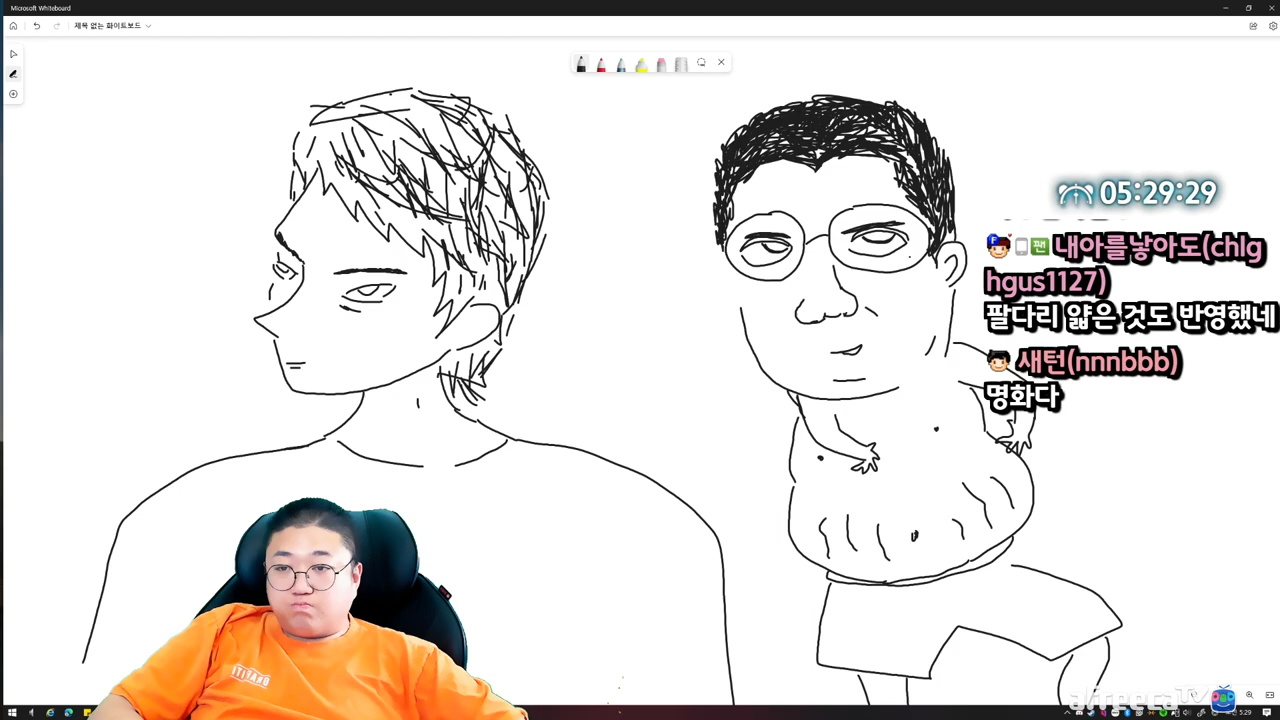 Microsoft Whiteboard
제목 없는 화이트보드
05:29:29
내아를낳아도(chlg
hgus1127)
팔다리 얇은 것도 반영했네
새턴(nnnbbb)
명화다
afreecaTV
5:29